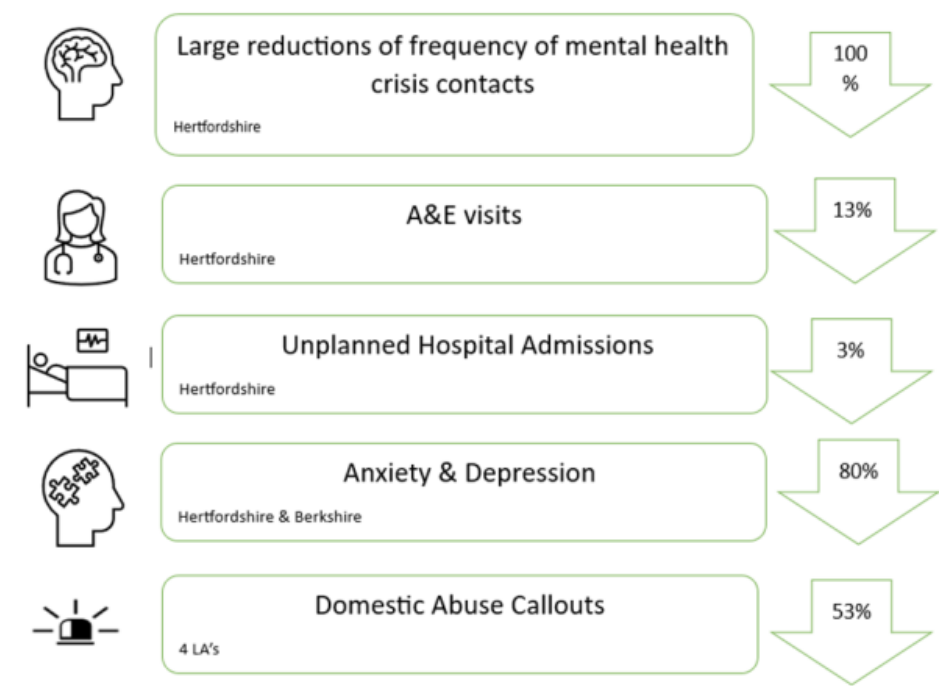 Large reductions of frequency of mental health
crisis contacts
Hertfordshire
100
%
A&E visits
Hertfordshire
13%
Unplanned Hospital Admissions
Hertfordshire
3%
Anxiety & Depression
Hertfordshire & Berkshire
80%
Domestic Abuse Callouts
4 LA's
53%